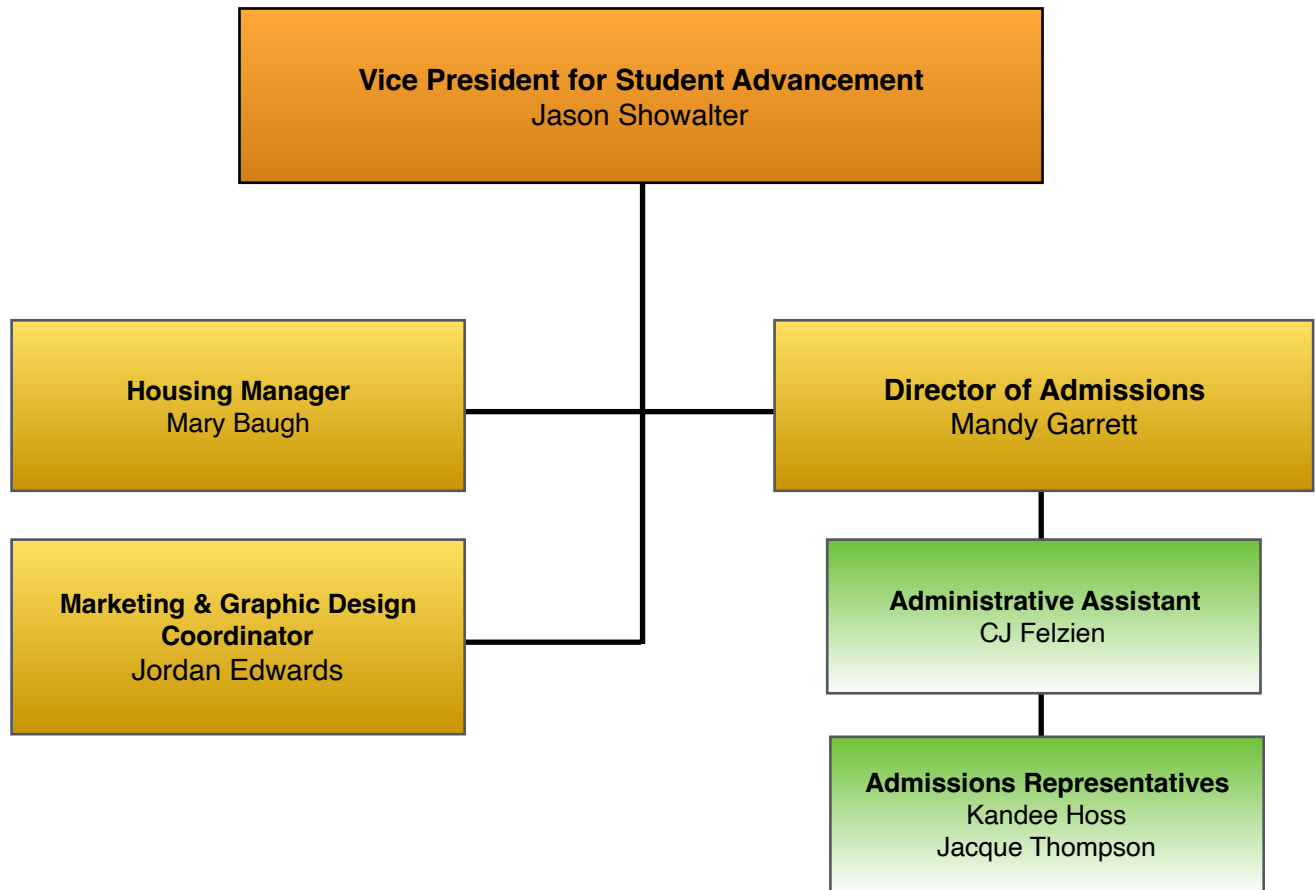 Vice President for Student Advancement
Jason Showalter
Housing Manager
Mary Baugh
Director of Admissions
Mandy Garrett
Marketing & Graphic Design
Coordinator
Jordan Edwards
Administrative Assistant
CJ Felzien
Admissions Representatives
Kandee Hoss
Jacque Thompson